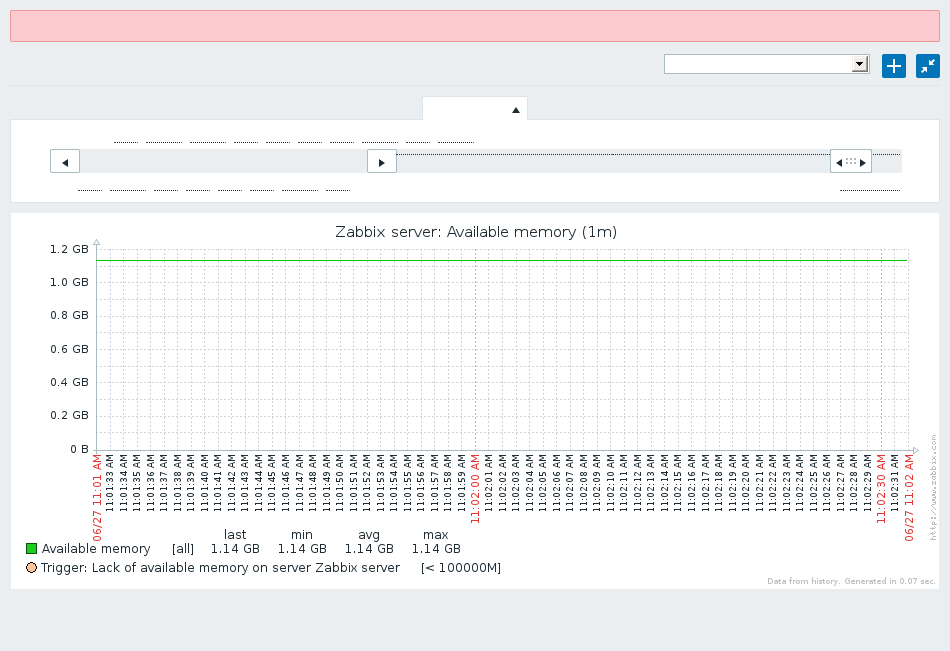 Zabbix server: Available memory (1m)
1.2 GB
1.0 GB
0.8 GB
0.6 GB
0.4 GB
0.2 GB
0 B
06/27 11:01 AM
11:01:33 AM
11:01:34 AM
11:01:35 AM
11:01:36 AM
11:01:37 AM
11:01:38 AM
11:01:39 AM
11:01:40 AM
11:01:41 AM
11:01:42 AM
11:01:43 AM
11:01:44 AM
11:01:45 AM
11:01:46 AM
11:01:47 AM
11:01:48 AM
11:01:49 AM
11:01:50 AM
11:01:51 AM
11:01:52 AM
11:01:53 AM
11:01:54 AM
11:01:55 AM
11:01:56 AM
11:01:57 AM
11:01:58 AM
11:01:59 AM
11:02:00 AM
11:02:01 AM
11:02:02 AM
11:02:03 AM
11:02:04 AM
11:02:05 AM
11:02:06 AM
11:02:07 AM
11:02:08 AM
11:02:09 AM
11:02:10 AM
11:02:11 AM
11:02:12 AM
11:02:13 AM
11:02:14 AM
11:02:15 AM
11:02:16 AM
11:02:17 AM
11:02:18 AM
11:02:19 AM
11:02:20 AM
11:02:21 AM
11:02:22 AM
11:02:23 AM
11:02:24 AM
11:02:25 AM
11:02:26 AM
11:02:27 AM
11:02:28 AM
11:02:29 AM
11:02:30 AM
11:02:31 AM
06/27 11:02 AM
http://www.zabbix.com
last min avg max
Available memory [all] 1.14 GB 1.14 GB 1.14 GB 1.14 GB
Trigger: Lack of available memory on server Zabbix server [< 100000M]
Data from history. Generated in 0.07 sec.